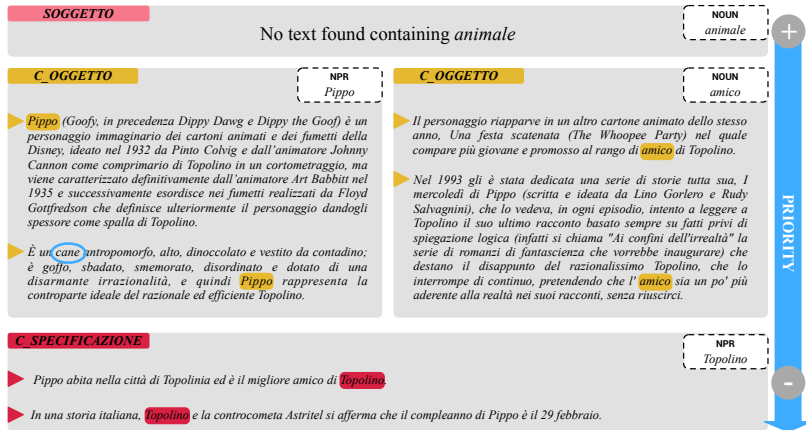 SOGGETTO
No text found containing animale
NOUN
animale
+
C_OGGETTO
NPR
Pippo
Pippo (Goofy, in precedenza Dippy Dawg e Dippy the Goof) è un
personaggio immaginario dei cartoni animati e dei fumetti della
Disney, ideato nel 1932 da Pinto Colvig e dall'animatore Johnny
Cannon come comprimario di Topolino in un cortometraggio, ma
viene caratterizzato definitivamente dall'animatore Art Babbitt nel
1935 e successivamente esordisce nei fumetti realizzati da Floyd
Gottfredson che definisce ulteriormente il personaggio dandogli
spessore come spalla di Topolino.
È un cane antropomorfo, alto, dinoccolato e vestito da contadino;
è goffo, sbadato, smemorato, disordinato e dotato di una
disarmante irrazionalità, e quindi Pippo rappresenta la
controparte ideale del razionale ed efficiente Topolino.
C_OGGETTO
NOUN
amico
Il personaggio riapparve in un altro cartone animato dello stesso
anno, Una festa scatenata (The Whoopee Party) nel quale
compare più giovane e promosso al rango di amico di Topolino.
Nel 1993 gli è stata dedicata una serie di storie tutta sua, I
mercoledì di Pippo (scritta e ideata da Lino Gorlero e Rudy
Salvagnini), che lo vedeva, in ogni episodio, intento a leggere a
Topolino il suo ultimo racconto basato sempre su fatti privi di
spiegazione logica (infatti si chiama "Ai confini dell'irrealtà" la
serie di romanzi di fantascienza che vorrebbe inaugurare) che
destano il disappunto del razionalissimo Topolino, che lo
interrompe di continuo, pretendendo che l' amico sia un po' più
aderente alla realtà nei suoi racconti, senza riuscirci.
PRIORITY
C_SPECIFICAZIONE
NPR
Topolino
Pippo abita nella città di Topolinia ed è il migliore amico di Topolino.
In una storia italiana, Topolino e la controcometa Astritel si afferma che il compleanno di Pippo è il 29 febbraio.
-